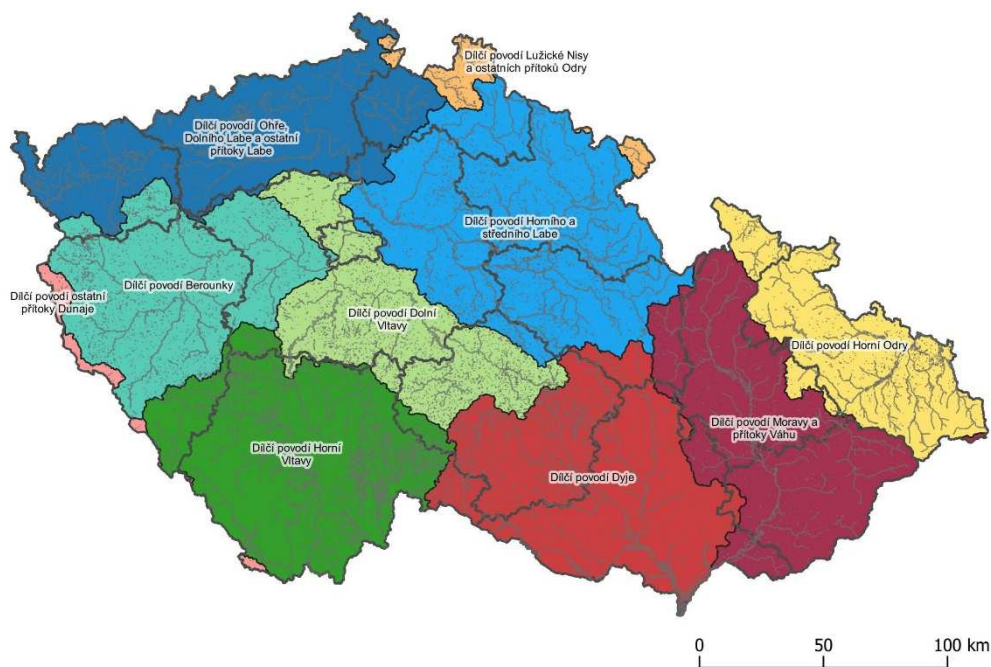 Dílčí povodí Lužické Nisy
a ostatních přítoků Odry
Dílčí povodí Ohře,
Dolního Labe a ostatní
přítoky Labe
Dílčí povodí Horního a
středního Labe
Dílčí povodí Berounky
Dílčí povodí ostatní
přítoky Dunaje
Dílčí povodí Dolní
Vltavy
Dílčí povodí Horní Odry
Dílčí povodí Moravy a
přítoky Váhu
Dílčí povodí Horní
Vltavy
Dílčí povodí Dyje
0 50 100 km